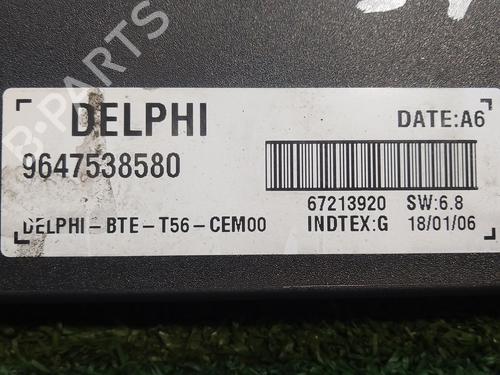 DELPHI
DATE:A6
9647538580
67213920 SW:6.8
DELPHI-BTE-T56-CEM00
INDTEX:G 18/01/06
B-PARTS